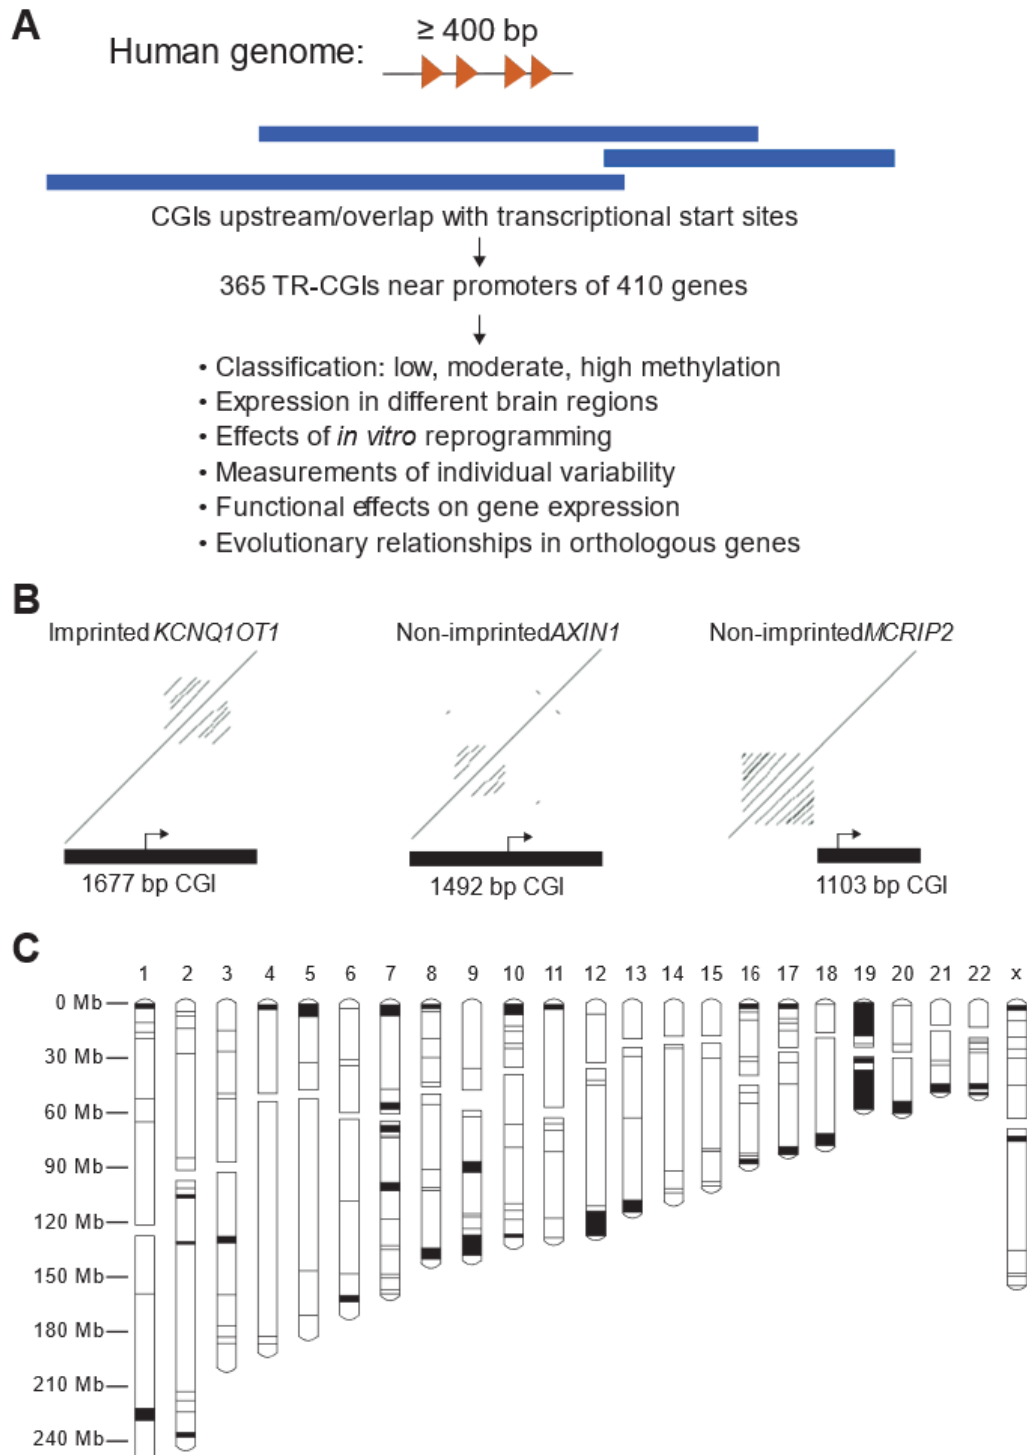 A
Human genome:
≥ 400 bp
CGIs upstream/overlap with transcriptional start sites
365 TR-CGIs near promoters of 410 genes
• Classification: low, moderate, high methylation
• Expression in different brain regions
• Effects of in vitro reprogramming
• Measurements of individual variability
• Functional effects on gene expression
• Evolutionary relationships in orthologous genes
B
Imprinted KCNQ1OT1
Non-imprinted AXIN1
Non-imprinted MCRIP2
1677 bp CGI
1492 bp CGI
1103 bp CGI
C
1 2 3 4 5 6 7 8 9 10 11 12 13 14 15 16 17 18 19 20 21 22 x
0 Mb
30 Mb
60 Mb
90 Mb
120 Mb
150 Mb
180 Mb
210 Mb
240 Mb